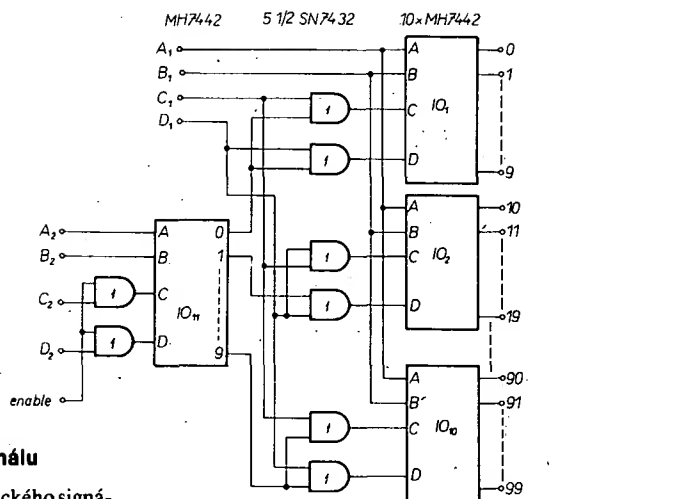 MH7442 5 1/2 SN7432 10×MH7442
A₁ A 0
B₁ B 1
C₁ 1 C IO₁
D₁ 1 D 9
A 10
B 11
A₂ A 0 1 C IO₂
B₂ B 1
C₂ 1 C 1 D 19
IO₁₁
D₂ 1 D 9
A 90
enable B 91
1 C IO₁₀
nálu
1 D 99
ckého signá-